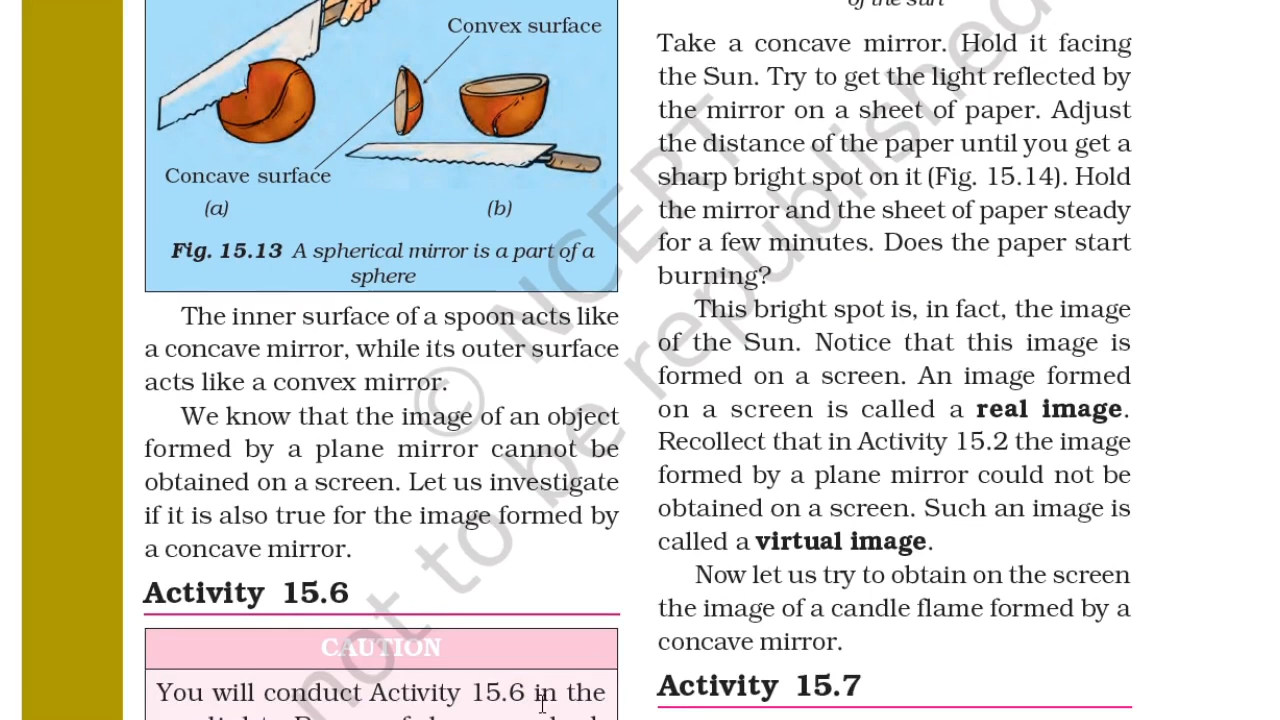 Convex surface
Concave surface
(a)
(b)
Fig. 15.13 A spherical mirror is a part of a
sphere
The inner surface of a spoon acts like
a concave mirror, while its outer surface
acts like a convex mirror.
We know that the image of an object
formed by a plane mirror cannot be
obtained on a screen. Let us investigate
if it is also true for the image formed by
a concave mirror.
Activity 15.6
CAUTION
You will conduct Activity 15.6 in the
of the sun
Take a concave mirror. Hold it facing
the Sun. Try to get the light reflected by
the mirror on a sheet of paper. Adjust
the distance of the paper until you get a
sharp bright spot on it (Fig. 15.14). Hold
the mirror and the sheet of paper steady
for a few minutes. Does the paper start
burning?
This bright spot is, in fact, the image
of the Sun. Notice that this image is
formed on a screen. An image formed
on a screen is called a real image.
Recollect that in Activity 15.2 the image
formed by a plane mirror could not be
obtained on a screen. Such an image is
called a virtual image.
Now let us try to obtain on the screen
the image of a candle flame formed by a
concave mirror.
Activity 15.7
© NCERT
not to be republished